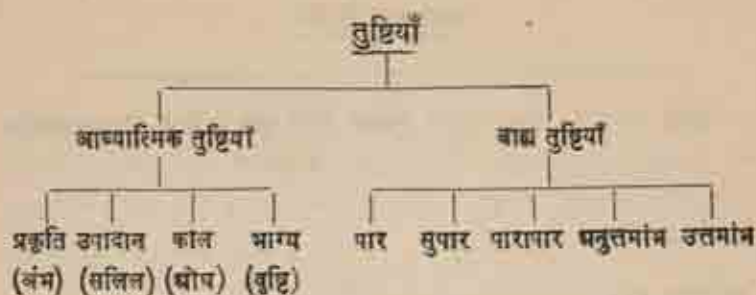 तुष्टियाँ
आध्यात्मिक तुष्टियाँ बाह्य तुष्टियाँ
प्रकृति उपादान काल भाग्य पार सुपार पारापार अनुत्तमांभ उत्तमांभ
(अंभ) (सलिल) (ओघ) (वृष्टि)